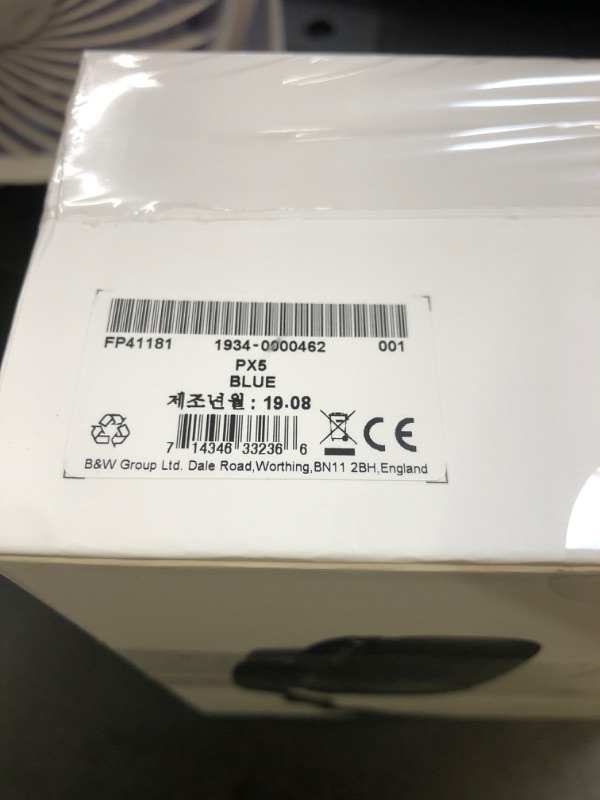 FP41181 1934-0000462 001
PX5
BLUE
제조년월 : 19.08
7 14346 33236 6
CE
B&W Group Ltd. Dale Road,Worthing,BN11 2BH,England